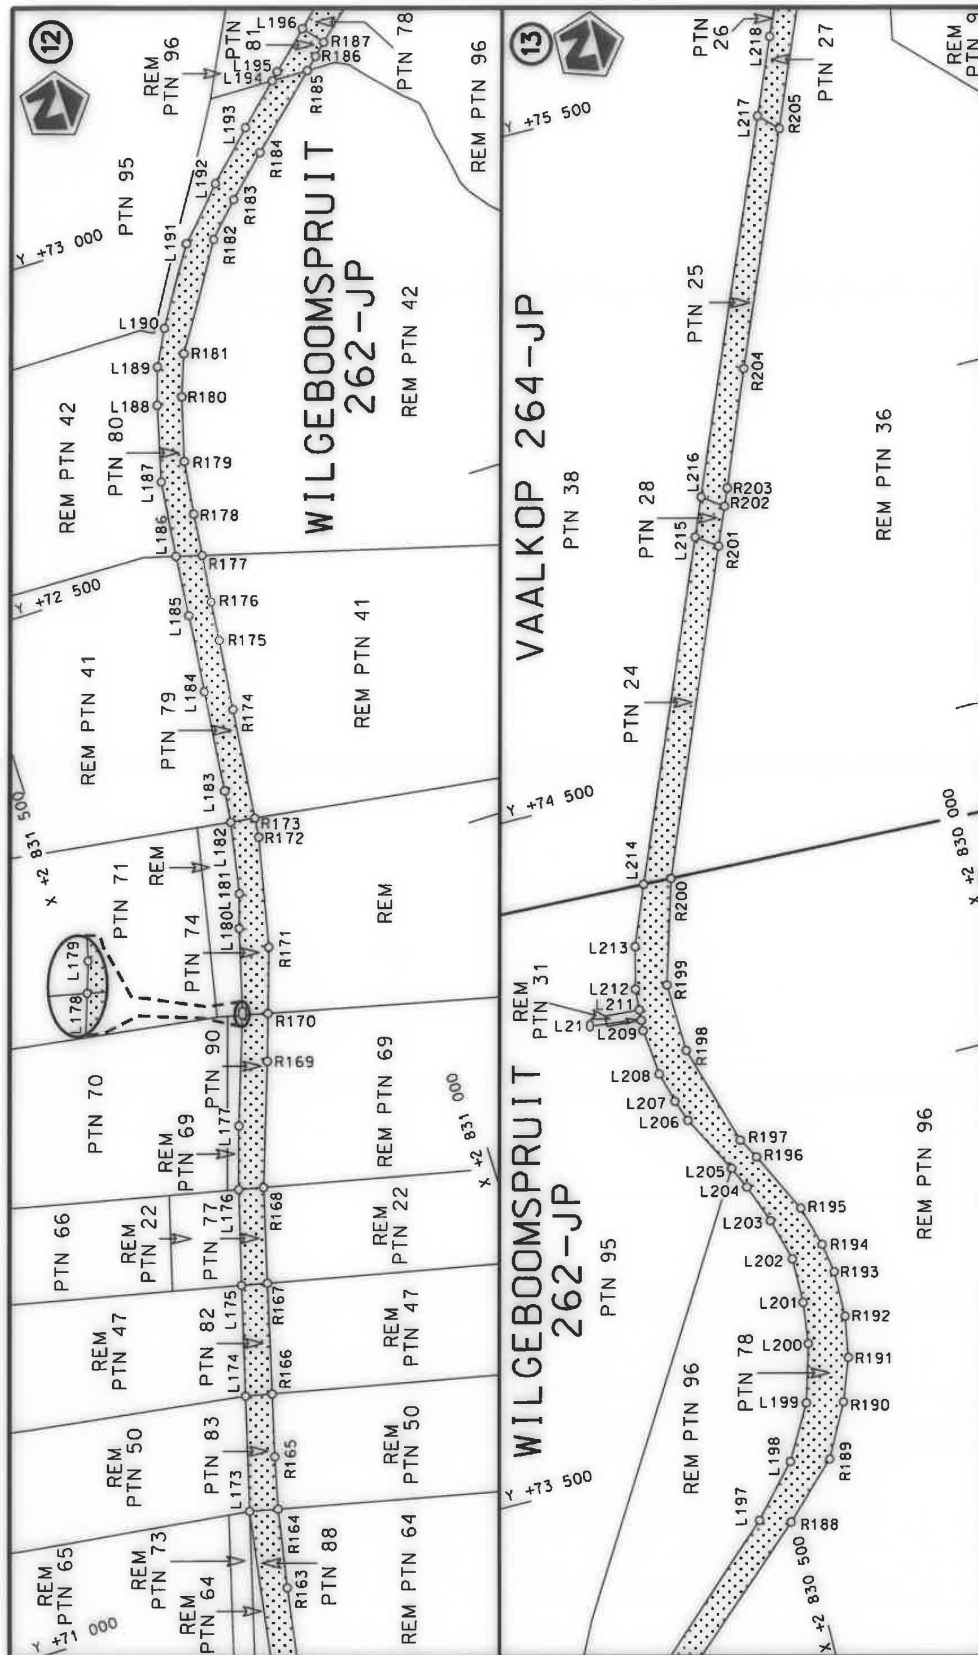 12
N
Y +71 000
REM
PTN 65
REM
PTN 73
REM
PTN 64
PTN 88
REM PTN 64
R163
R164
L173
REM
PTN 50
PTN 83
R165
REM
PTN 50
L174
R166
REM
PTN 47
PTN 82
REM
PTN 47
L175
R167
PTN 66
REM
PTN 22
PTN 77
REM
PTN 22
L176
R168
PTN 70
REM
PTN 69
L177
PTN 90
R169
REM PTN 69
X +2 831 000
R170
L178
L179
PTN 71
PTN 74
REM
R171
REM
L180
L181
L182
R172
R173
X +2 831 500
L183
REM PTN 41
PTN 79
L184
R174
R175
L185
R176
REM PTN 41
Y +72 500
L186
R177
R178
L187
REM PTN 42
PTN 80
R179
L188
R180
L189
R181
L190
WILGEBOOMSPRUIT
262-JP
REM PTN 42
Y +73 000
L191
R182
PTN 95
L192
R183
L193
R184
REM
PTN 96
L194
L195
R185
R186
R187
PTN
81
L196
PTN 78
REM PTN 96
13
N
L197
R188
X +2 830 500
Y +73 500
L198
R189
L199
R190
REM PTN 96
PTN 78
L200
R191
L201
R192
L202
R193
R194
L203
R195
L204
L205
R196
R197
WILGEBOOMSPRUIT
262-JP
PTN 95
REM PTN 96
L206
L207
L208
R198
L209
L210
L211
L212
REM
PTN 31
R199
L213
L214
R200
X +2 830 000
Y +74 500
PTN 24
VAALKOP 264-JP
PTN 38
PTN 28
L215
R201
R202
R203
L216
REM PTN 36
R204
PTN 25
Y +75 500
L217
R205
L218
PTN
26
PTN 27
REM